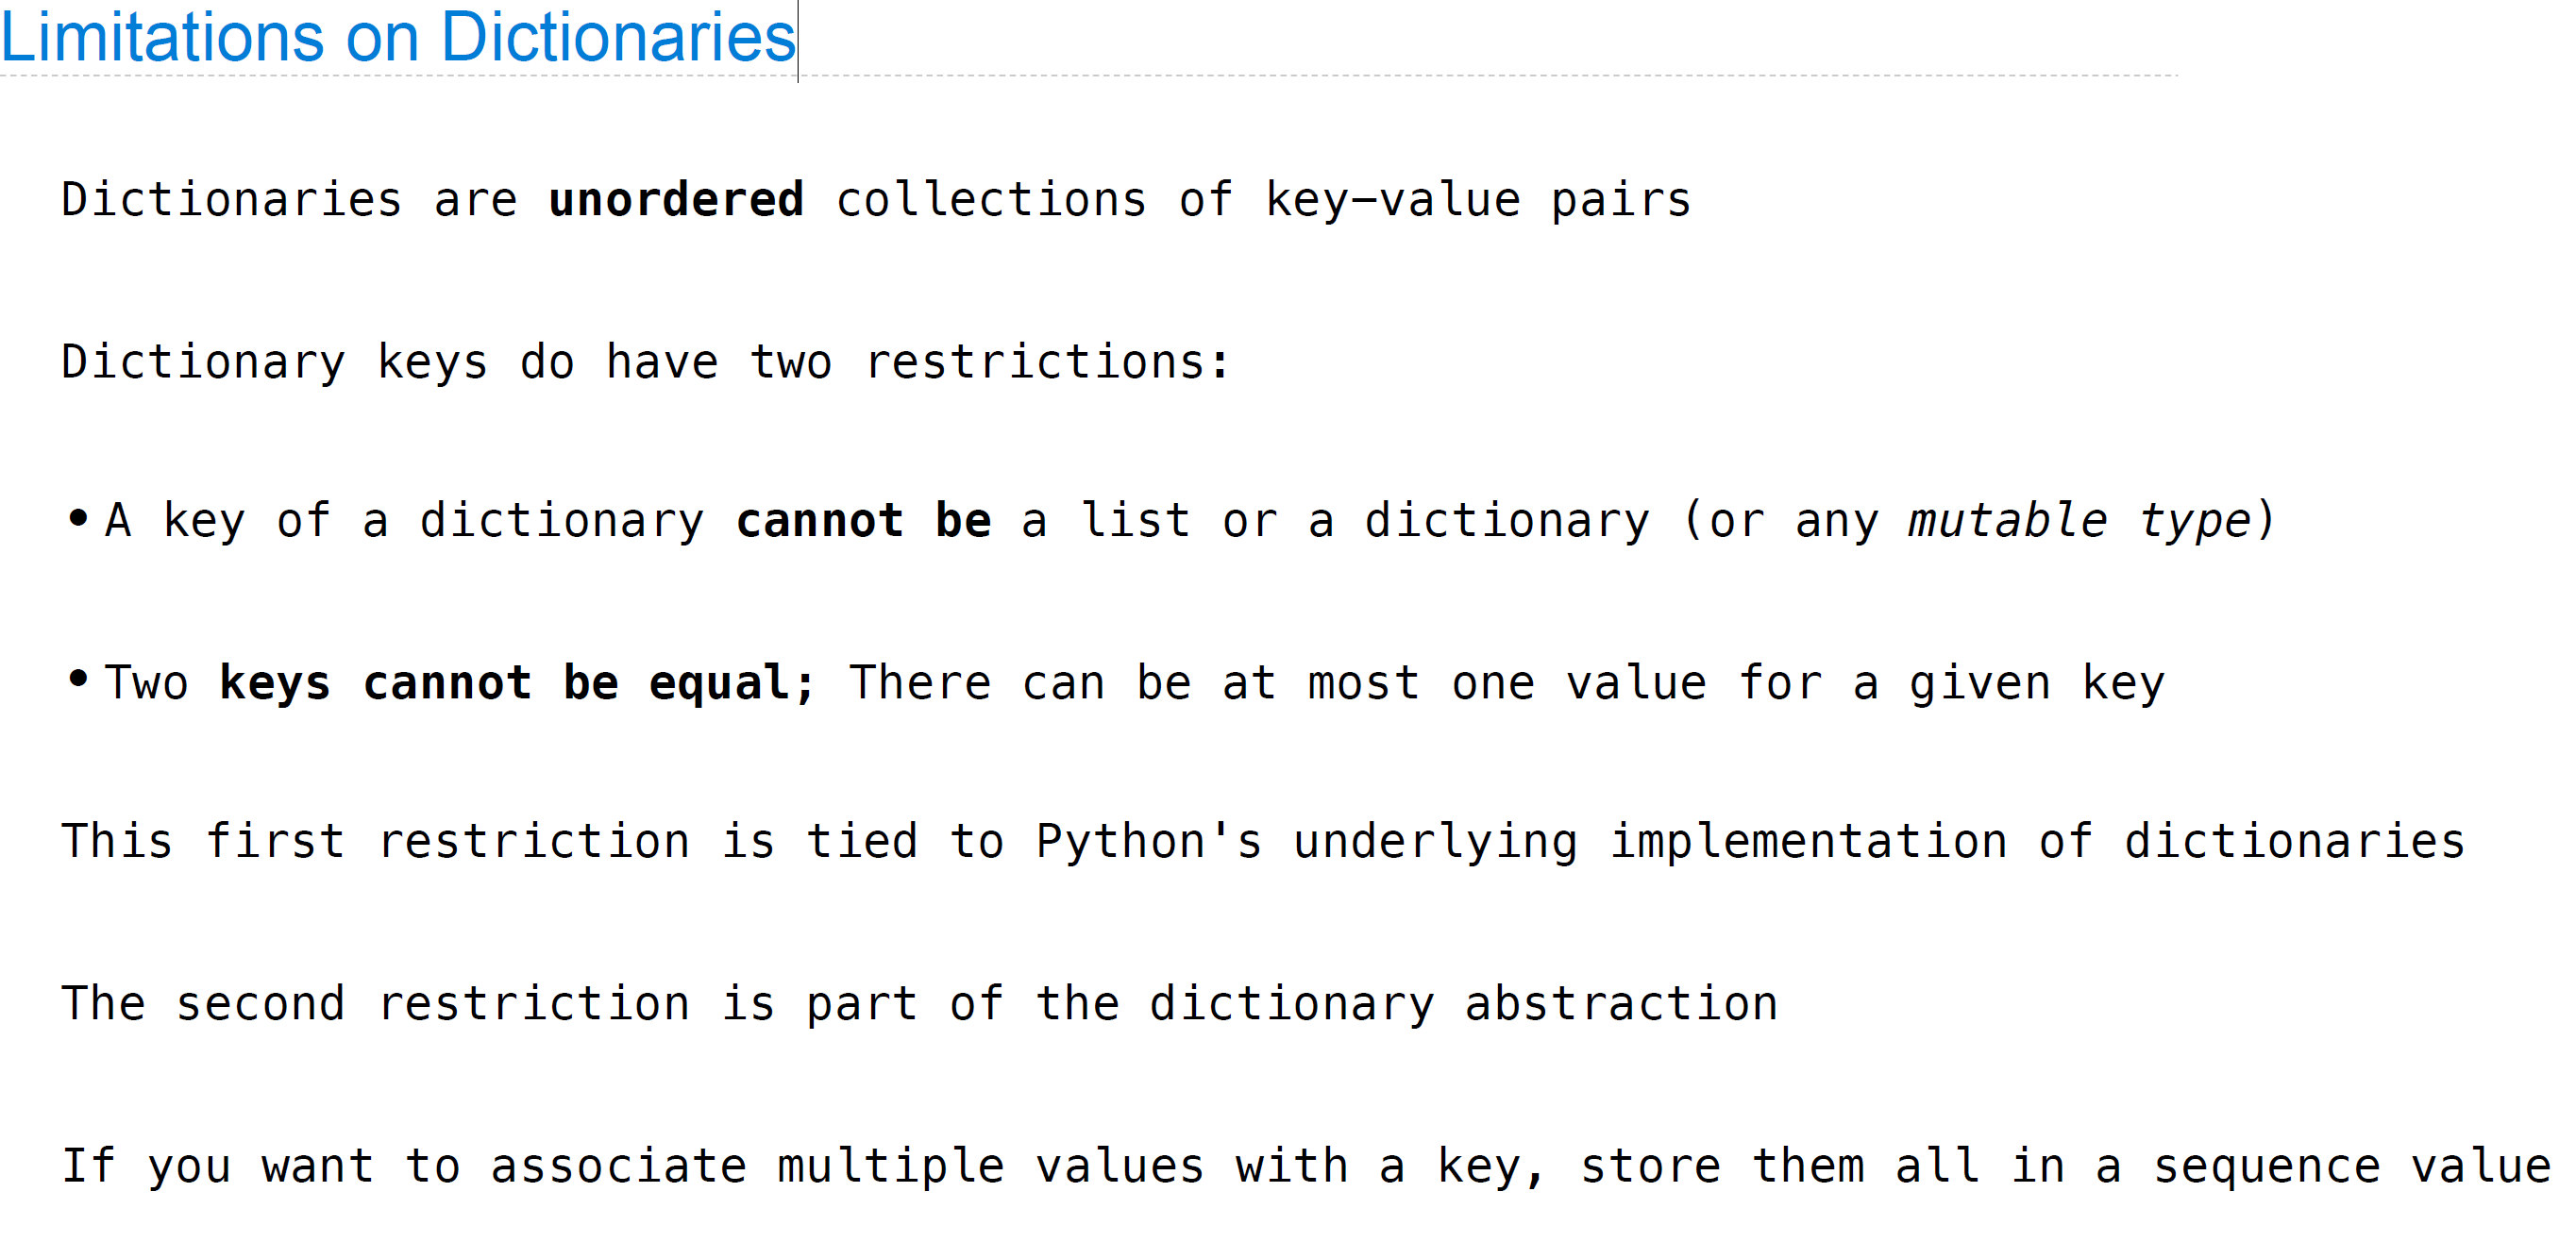 Limitations on Dictionaries
Dictionaries are unordered collections of key-value pairs
Dictionary keys do have two restrictions:
•A key of a dictionary cannot be a list or a dictionary (or any mutable type)
•Two keys cannot be equal; There can be at most one value for a given key
This first restriction is tied to Python's underlying implementation of dictionaries
The second restriction is part of the dictionary abstraction
If you want to associate multiple values with a key, store them all in a sequence value